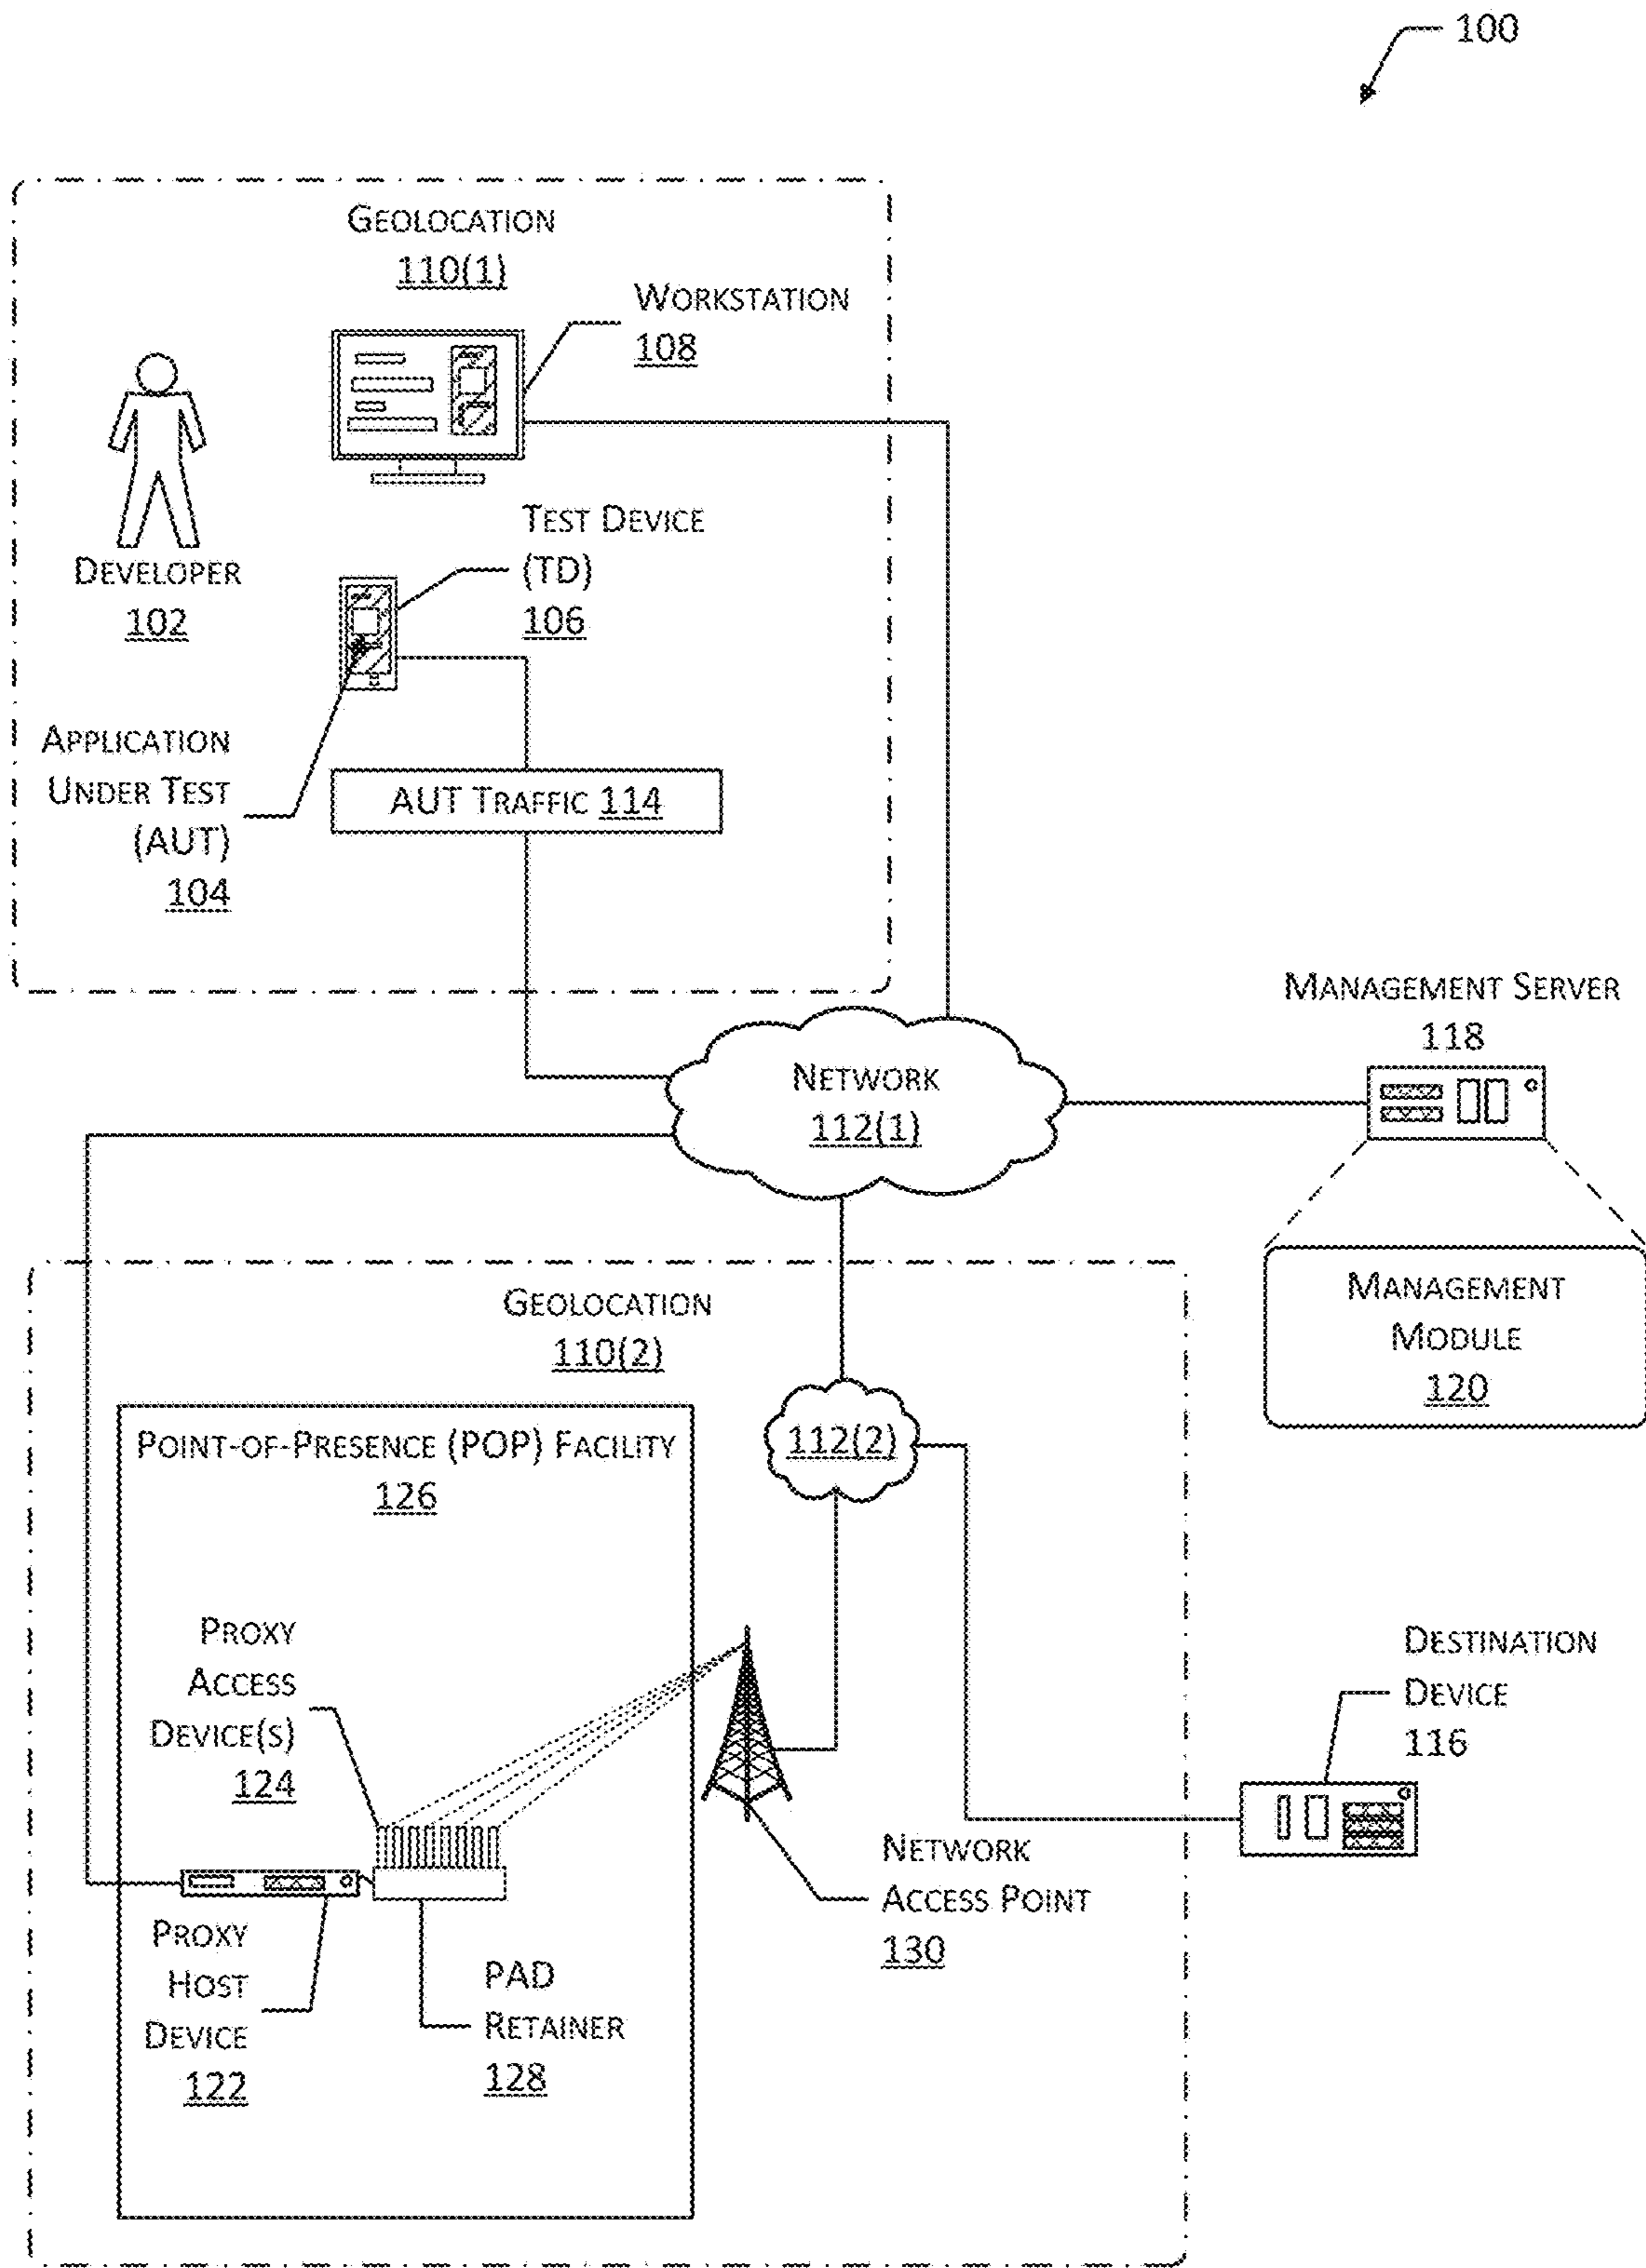 100
GEOLOCATION
110(1)
WORKSTATION
108
DEVELOPER
102
TEST DEVICE
(TD)
106
APPLICATION
UNDER TEST
(AUT)
104
AUT TRAFFIC 114
NETWORK
112(1)
MANAGEMENT SERVER
118
MANAGEMENT
MODULE
120
GEOLOCATION
110(2)
POINT-OF-PRESENCE (POP) FACILITY
126
112(2)
PROXY
ACCESS
DEVICE(S)
124
PROXY
HOST
DEVICE
122
PAD
RETAINER
128
NETWORK
ACCESS POINT
130
DESTINATION
DEVICE
116